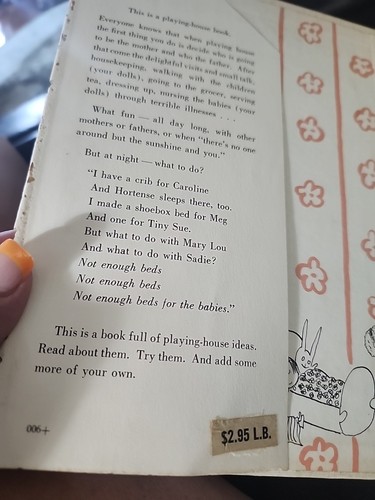 This is a playing-house book.
Everyone knows that when playing house
the first thing you do is decide who is going
to be the mother and who the father. After
that come the delightful visits and small talk,
housekeeping, walking with the children
(your dolls), going to the grocer, serving
tea, dressing up, nursing the babies (your
dolls) through terrible illnesses . . .
What fun — all day long, with other
mothers or fathers, or when "there's no one
around but the sunshine and you."
But at night — what to do?
"I have a crib for Caroline
And Hortense sleeps there, too.
I made a shoebox bed for Meg
And one for Tiny Sue.
But what to do with Mary Lou
And what to do with Sadie?
Not enough beds
Not enough beds
Not enough beds for the babies."
This is a book full of playing-house ideas.
Read about them. Try them. And add some
more of your own.
006+
$2.95 L.B.